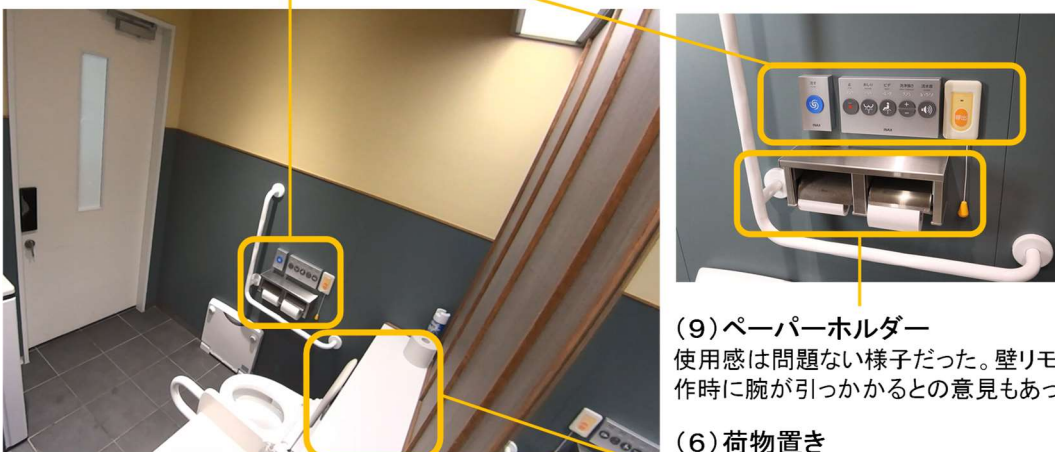 (9)ペーパーホルダー
使用感は問題ない様子だった。壁リモ
作時に腕が引っかかるとの意見もあっ
(6)荷物置き